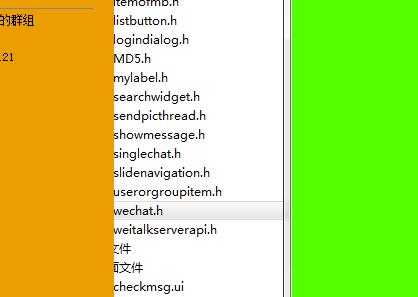 的群组
.21
itemofmb.h
listbutton.h
logindialog.h
MD5.h
mylabel.h
searchwidget.h
sendpicthread.h
showmessage.h
singlechat.h
slidenavigation.h
userorgroupitem.h
wechat.h
weitalkserverapi.h
文件
面文件
checkmsg.ui